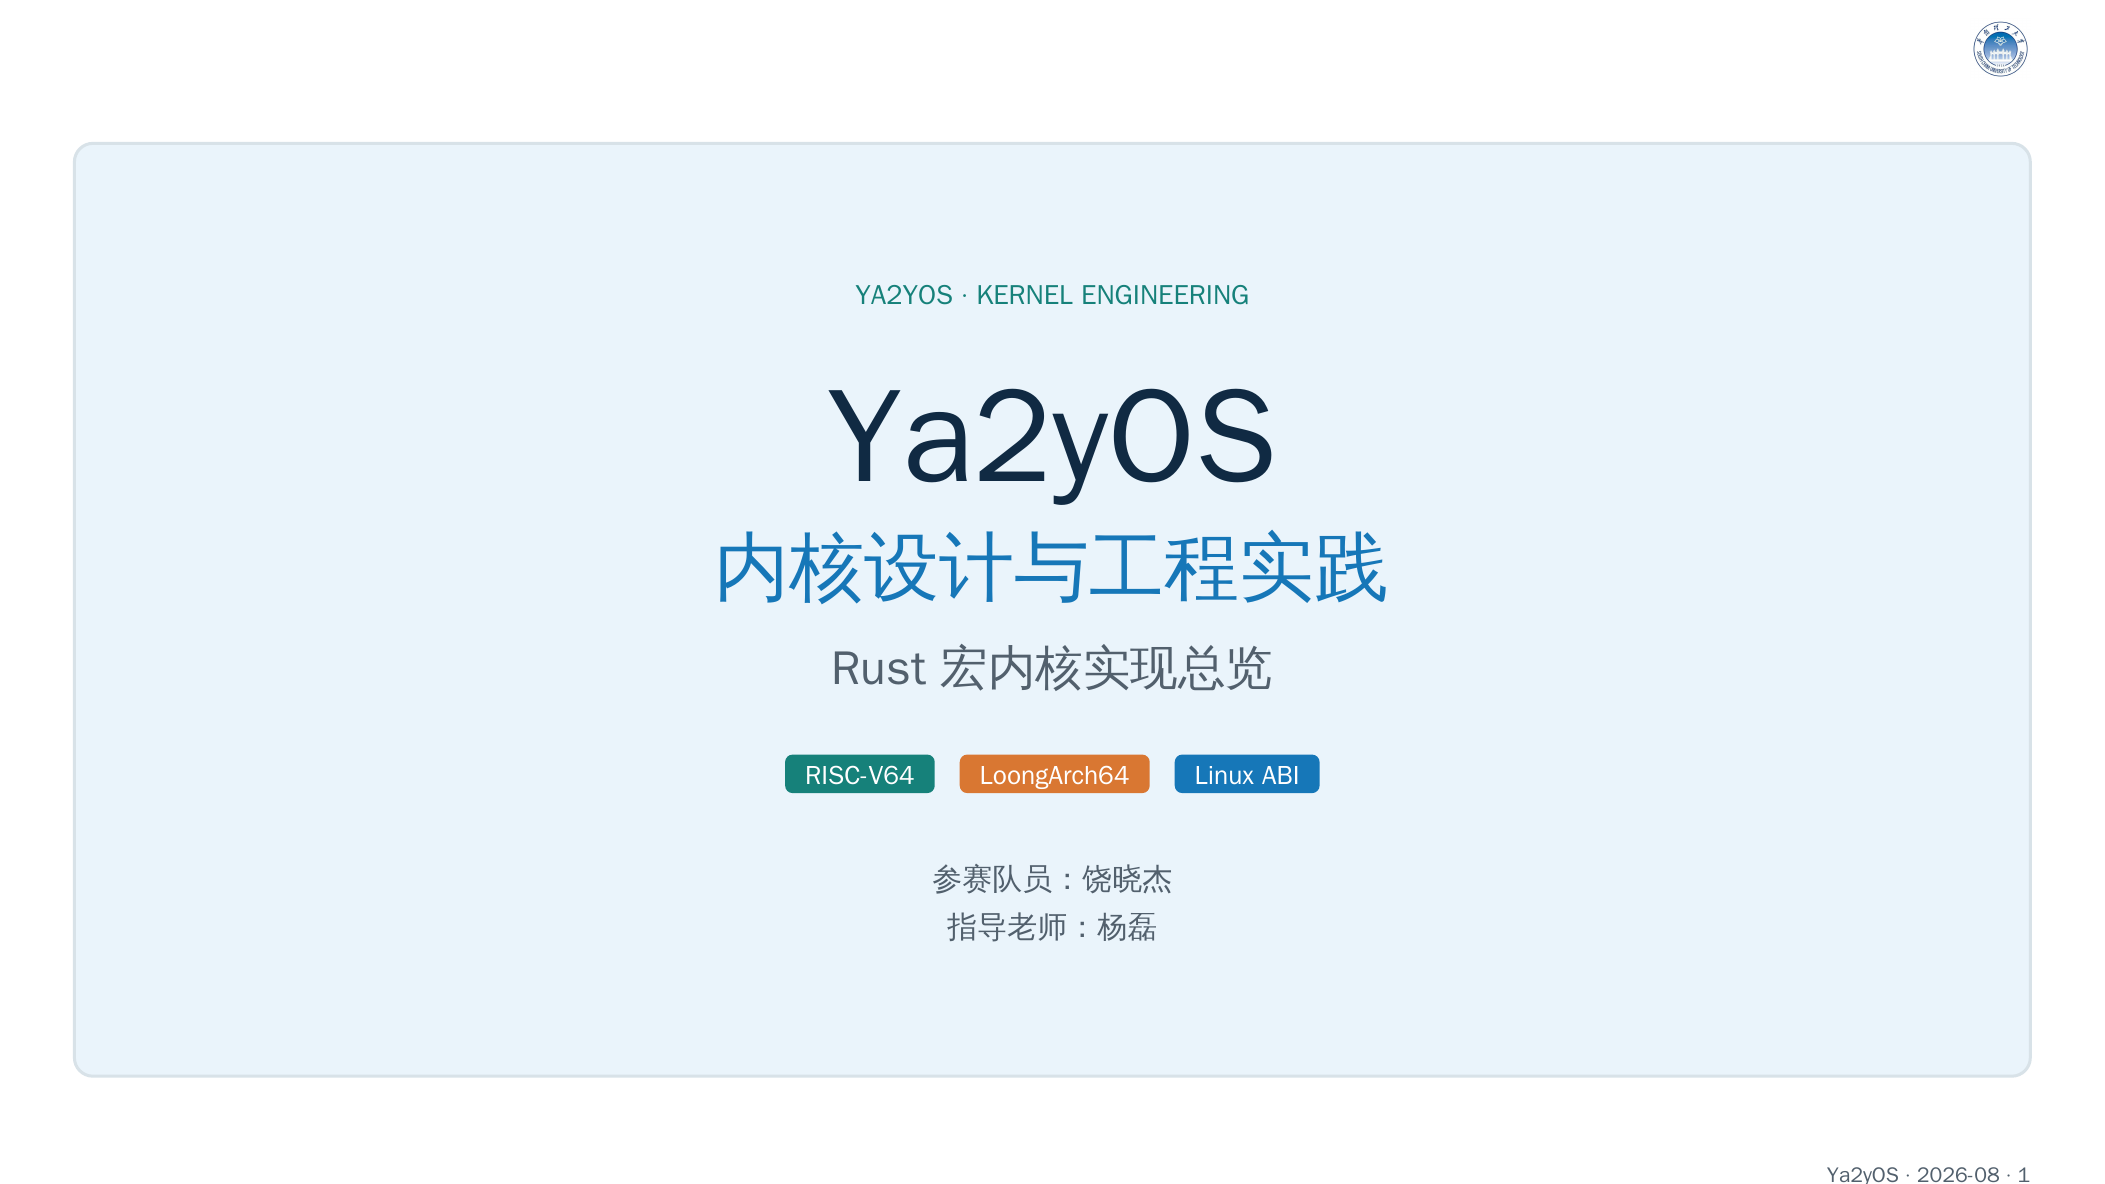 YA2YOS · KERNEL ENGINEERING
Ya2yOS
内核设计与工程实践
Rust 宏内核实现总览
RISC-V64 LoongArch64 Linux ABI
参赛队员：饶晓杰
指导老师：杨磊
Ya2yOS · 2026-08 · 1